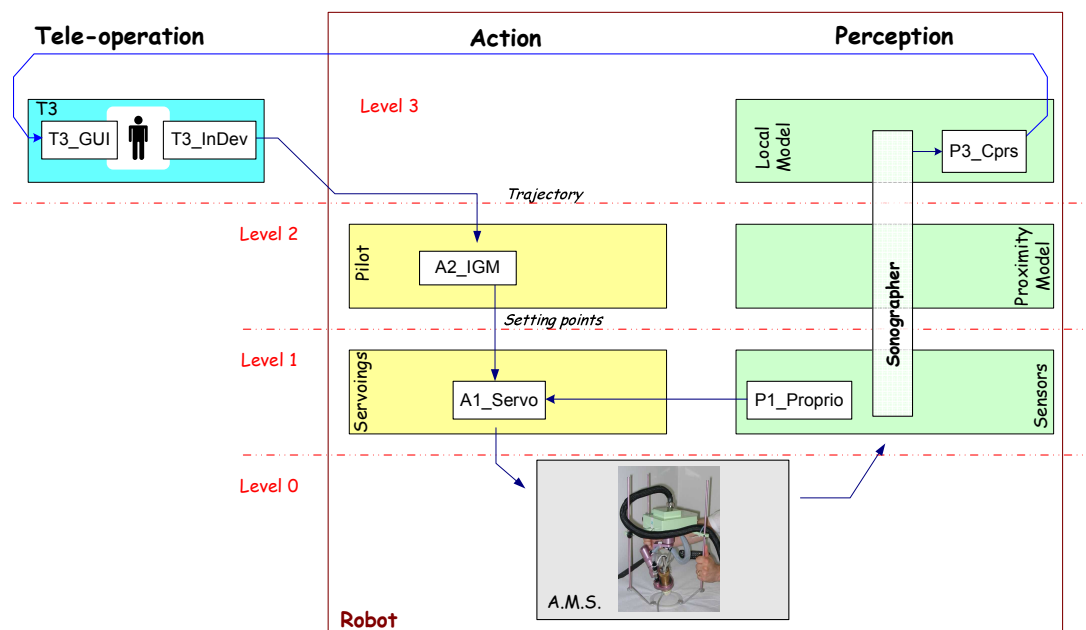 Tele-operation
Action
Perception
T3
T3_GUI
T3_InDev
Level 3
Local
Model
P3_Cprs
Trajectory
Level 2
Pilot
A2_IGM
Proximity
Model
Setting points
Sonographer
Level 1
Servoings
A1_Servo
P1_Proprio
Sensors
Level 0
A.M.S.
Robot